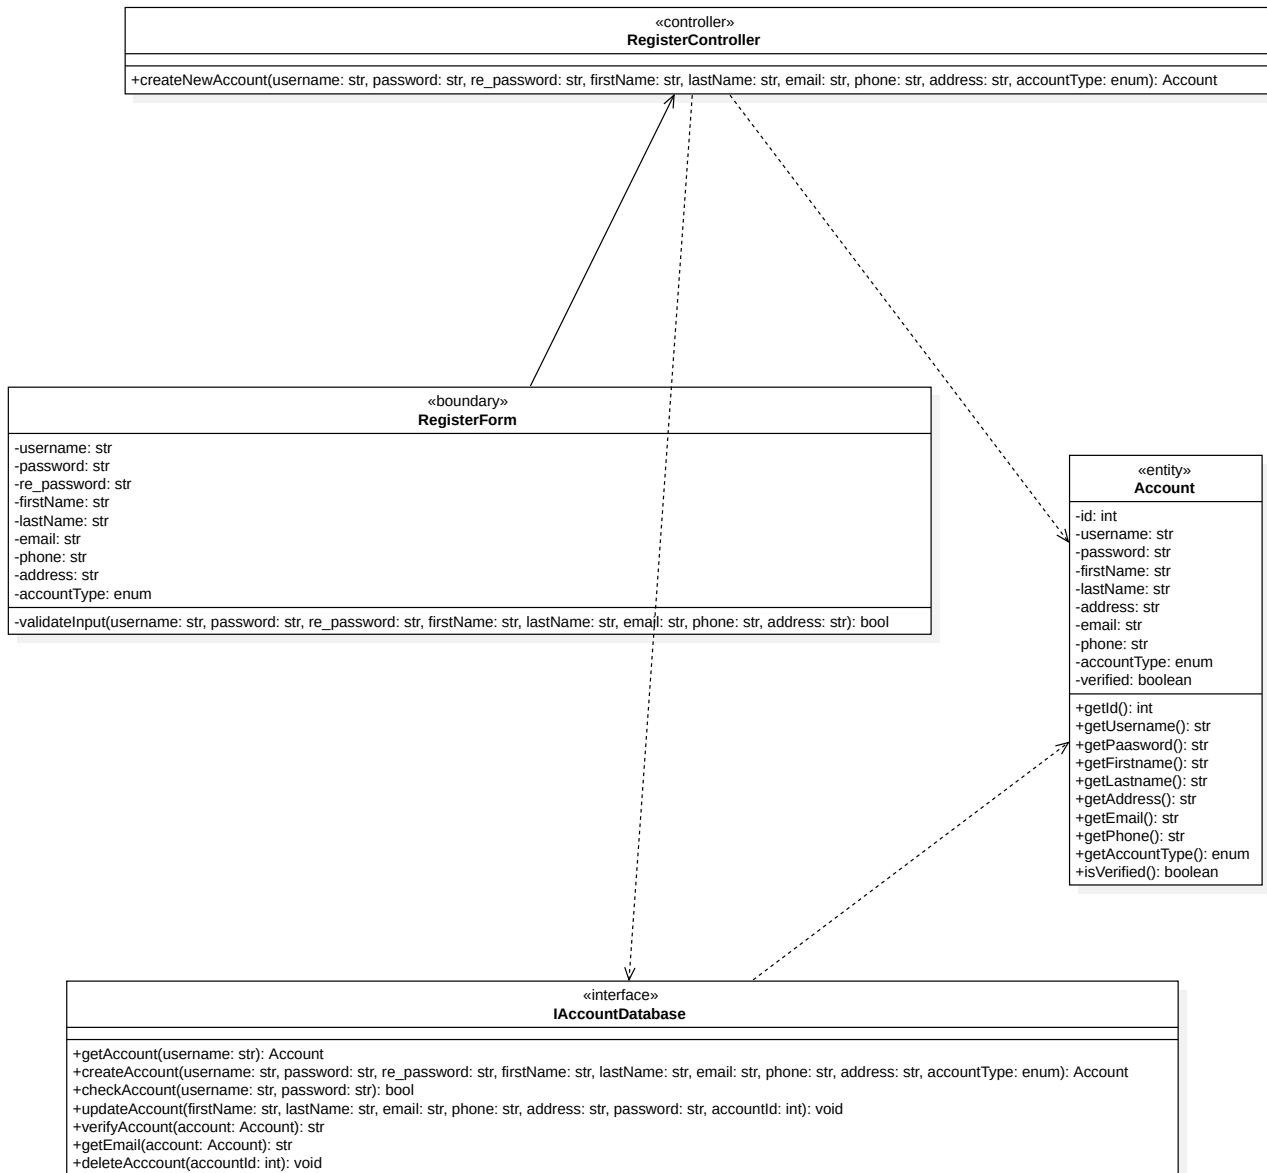 «controller»
RegisterController
+createNewAccount(username: str, password: str, re_password: str, firstName: str, lastName: str, email: str, phone: str, address: str, accountType: enum): Account
«boundary»
RegisterForm
-username: str
-password: str
-re_password: str
-firstName: str
-lastName: str
-email: str
-phone: str
-address: str
-accountType: enum
-validateInput(username: str, password: str, re_password: str, firstName: str, lastName: str, email: str, phone: str, address: str): bool
«entity»
Account
-id: int
-username: str
-password: str
-firstName: str
-lastName: str
-address: str
-email: str
-phone: str
-accountType: enum
-verified: boolean
+getId(): int
+getUsername(): str
+getPaasword(): str
+getFirstname(): str
+getLastname(): str
+getAddress(): str
+getEmail(): str
+getPhone(): str
+getAccountType(): enum
+isVerified(): boolean
«interface»
IAccountDatabase
+getAccount(username: str): Account
+createAccount(username: str, password: str, re_password: str, firstName: str, lastName: str, email: str, phone: str, address: str, accountType: enum): Account
+checkAccount(username: str, password: str): bool
+updateAccount(firstName: str, lastName: str, email: str, phone: str, address: str, password: str, accountId: int): void
+verifyAccount(account: Account): str
+getEmail(account: Account): str
+deleteAcccount(accountId: int): void